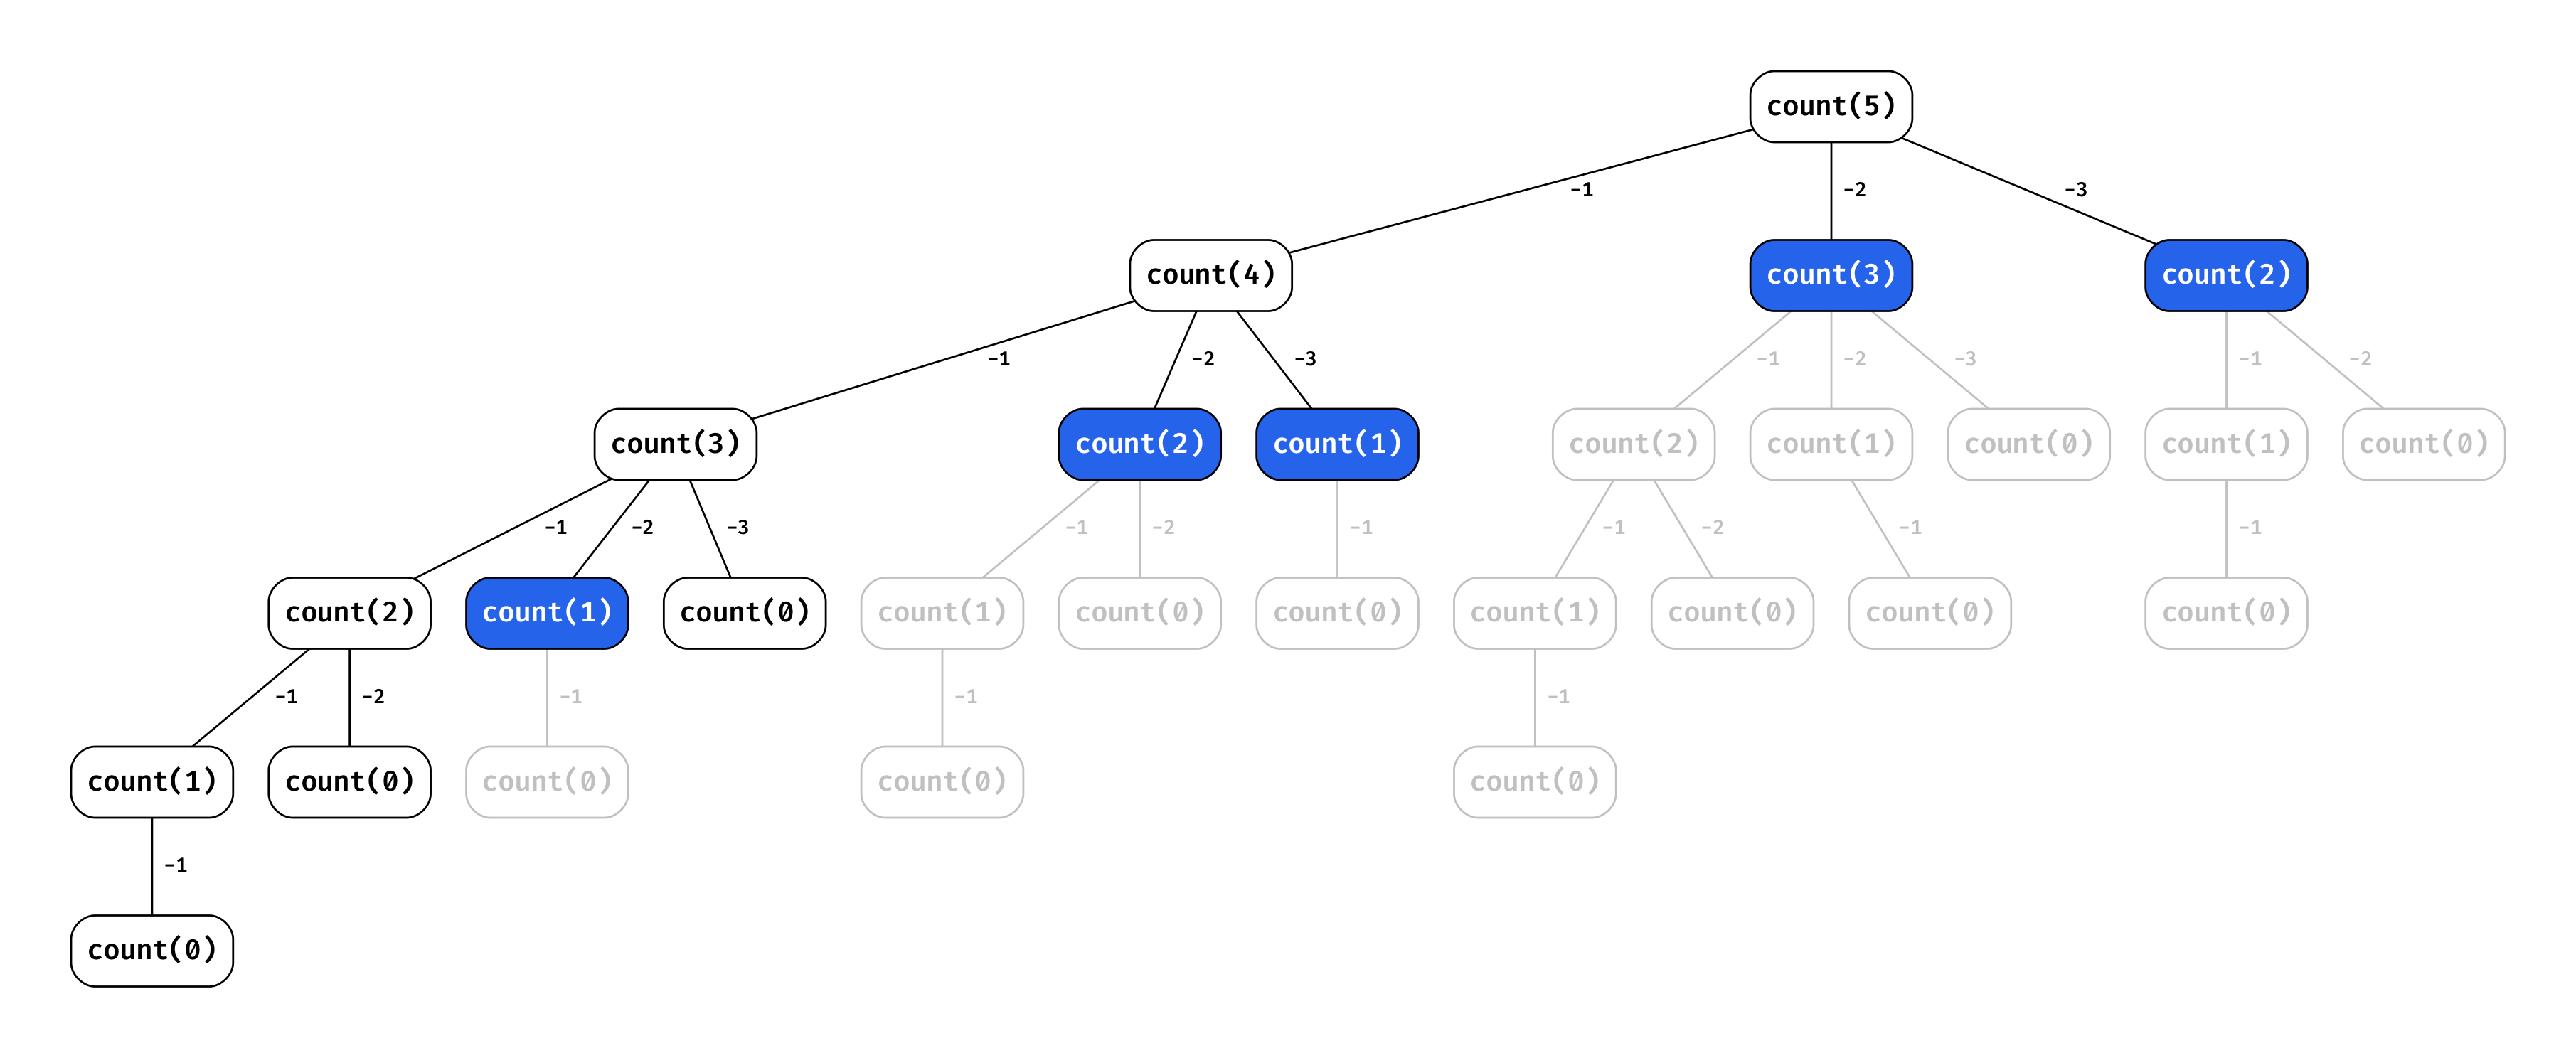 count(5)
-1 -2 -3
count(4) count(3) count(2)
-1 -2 -3 -1 -2 -3 -1 -2
count(3) count(2) count(1) count(2) count(1) count(0) count(1) count(0)
-1 -2 -3 -1 -2 -1 -1 -2 -1 -1
count(2) count(1) count(0) count(1) count(0) count(0) count(1) count(0) count(0) count(0)
-1 -2 -1 -1 -1
count(1) count(0) count(0) count(0) count(0)
-1
count(0)